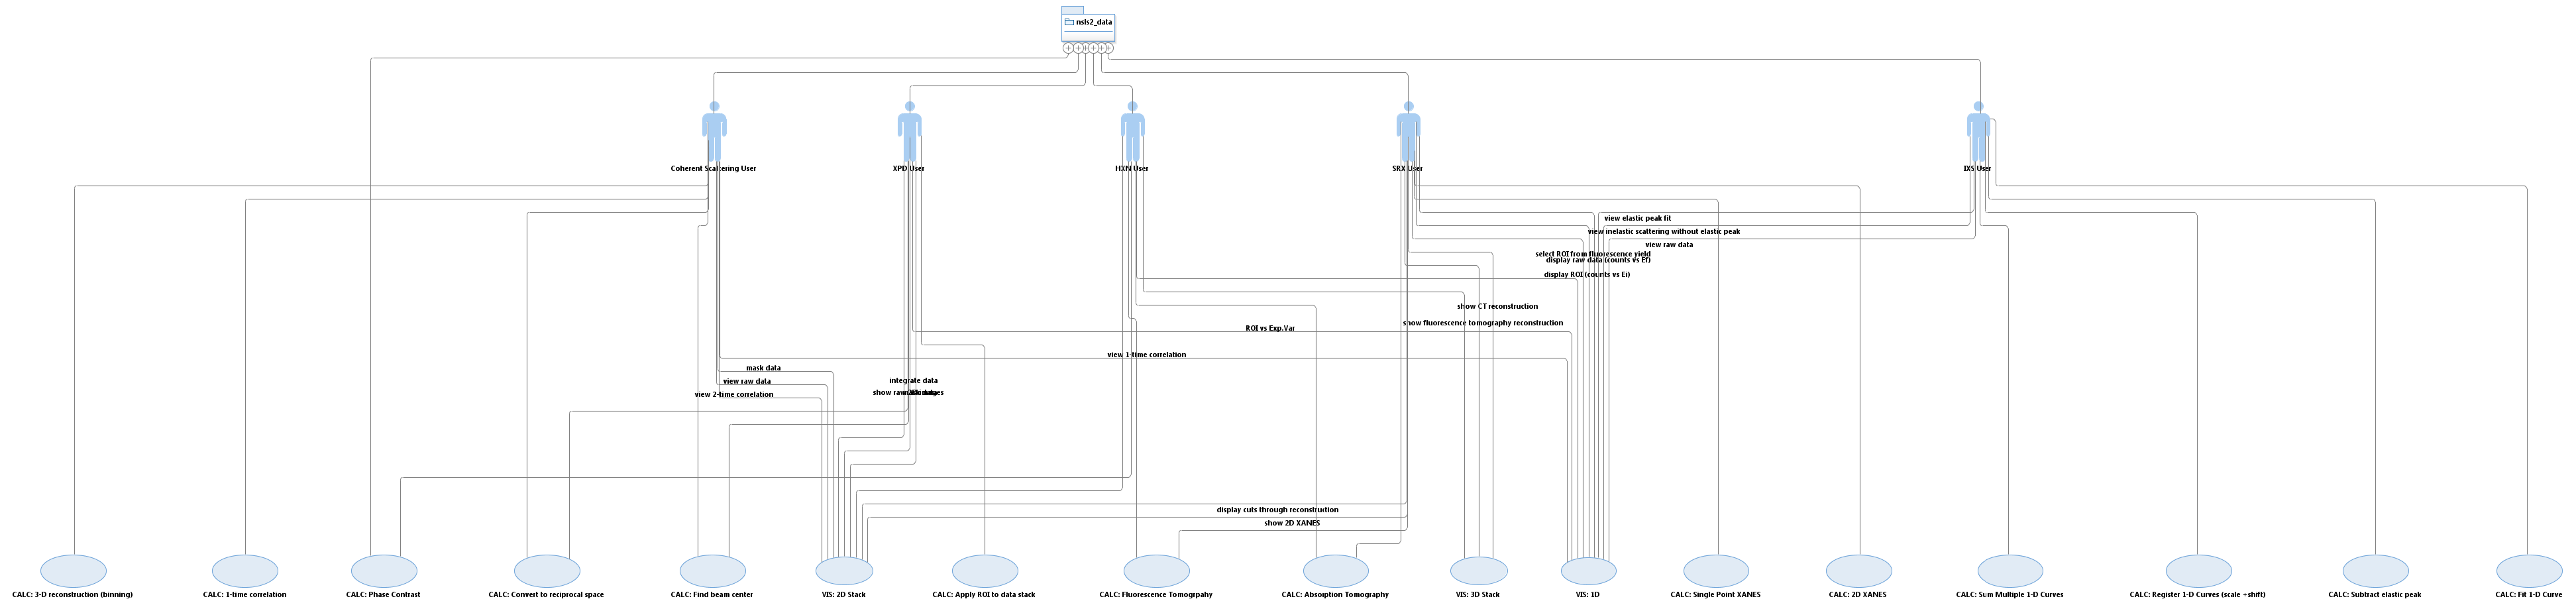 nsls2_data
Coherent Scattering User
XPD User
HXN User
SRX User
IXS User
view elastic peak fit
view inelastic scattering without elastic peak
view raw data
select ROI from fluorescence yield
display raw data (counts vs Ef)
display ROI (counts vs Ei)
show CT reconstruction
show fluorescence tomography reconstruction
ROI vs Exp.Var
view 1-time correlation
mask data
view raw data
integrate data
view 2-time correlation
display cuts through reconstruction
show 2D XANES
CALC: 3-D reconstruction (binning)
CALC: 1-time correlation
CALC: Phase Contrast
CALC: Convert to reciprocal space
CALC: Find beam center
VIS: 2D Stack
CALC: Apply ROI to data stack
CALC: Fluorescence Tomogrpahy
CALC: Absorption Tomography
VIS: 3D Stack
VIS: 1D
CALC: Single Point XANES
CALC: 2D XANES
CALC: Sum Multiple 1-D Curves
CALC: Register 1-D Curves (scale +shift)
CALC: Subtract elastic peak
CALC: Fit 1-D Curve